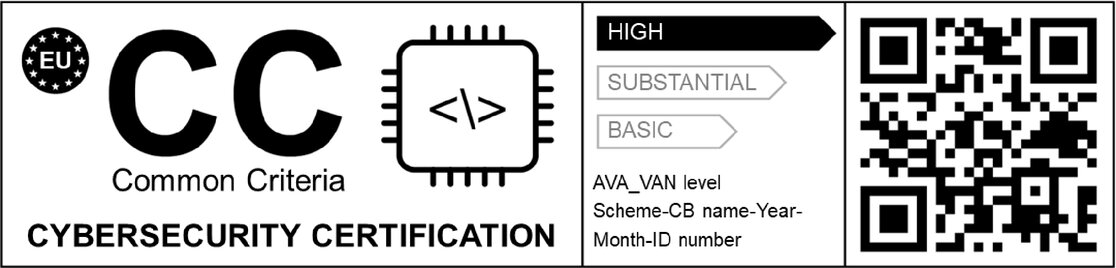 EU
CC
Common Criteria
<\>
CYBERSECURITY CERTIFICATION
HIGH
SUBSTANTIAL
BASIC
AVA_VAN level
Scheme-CB name-Year-
Month-ID number